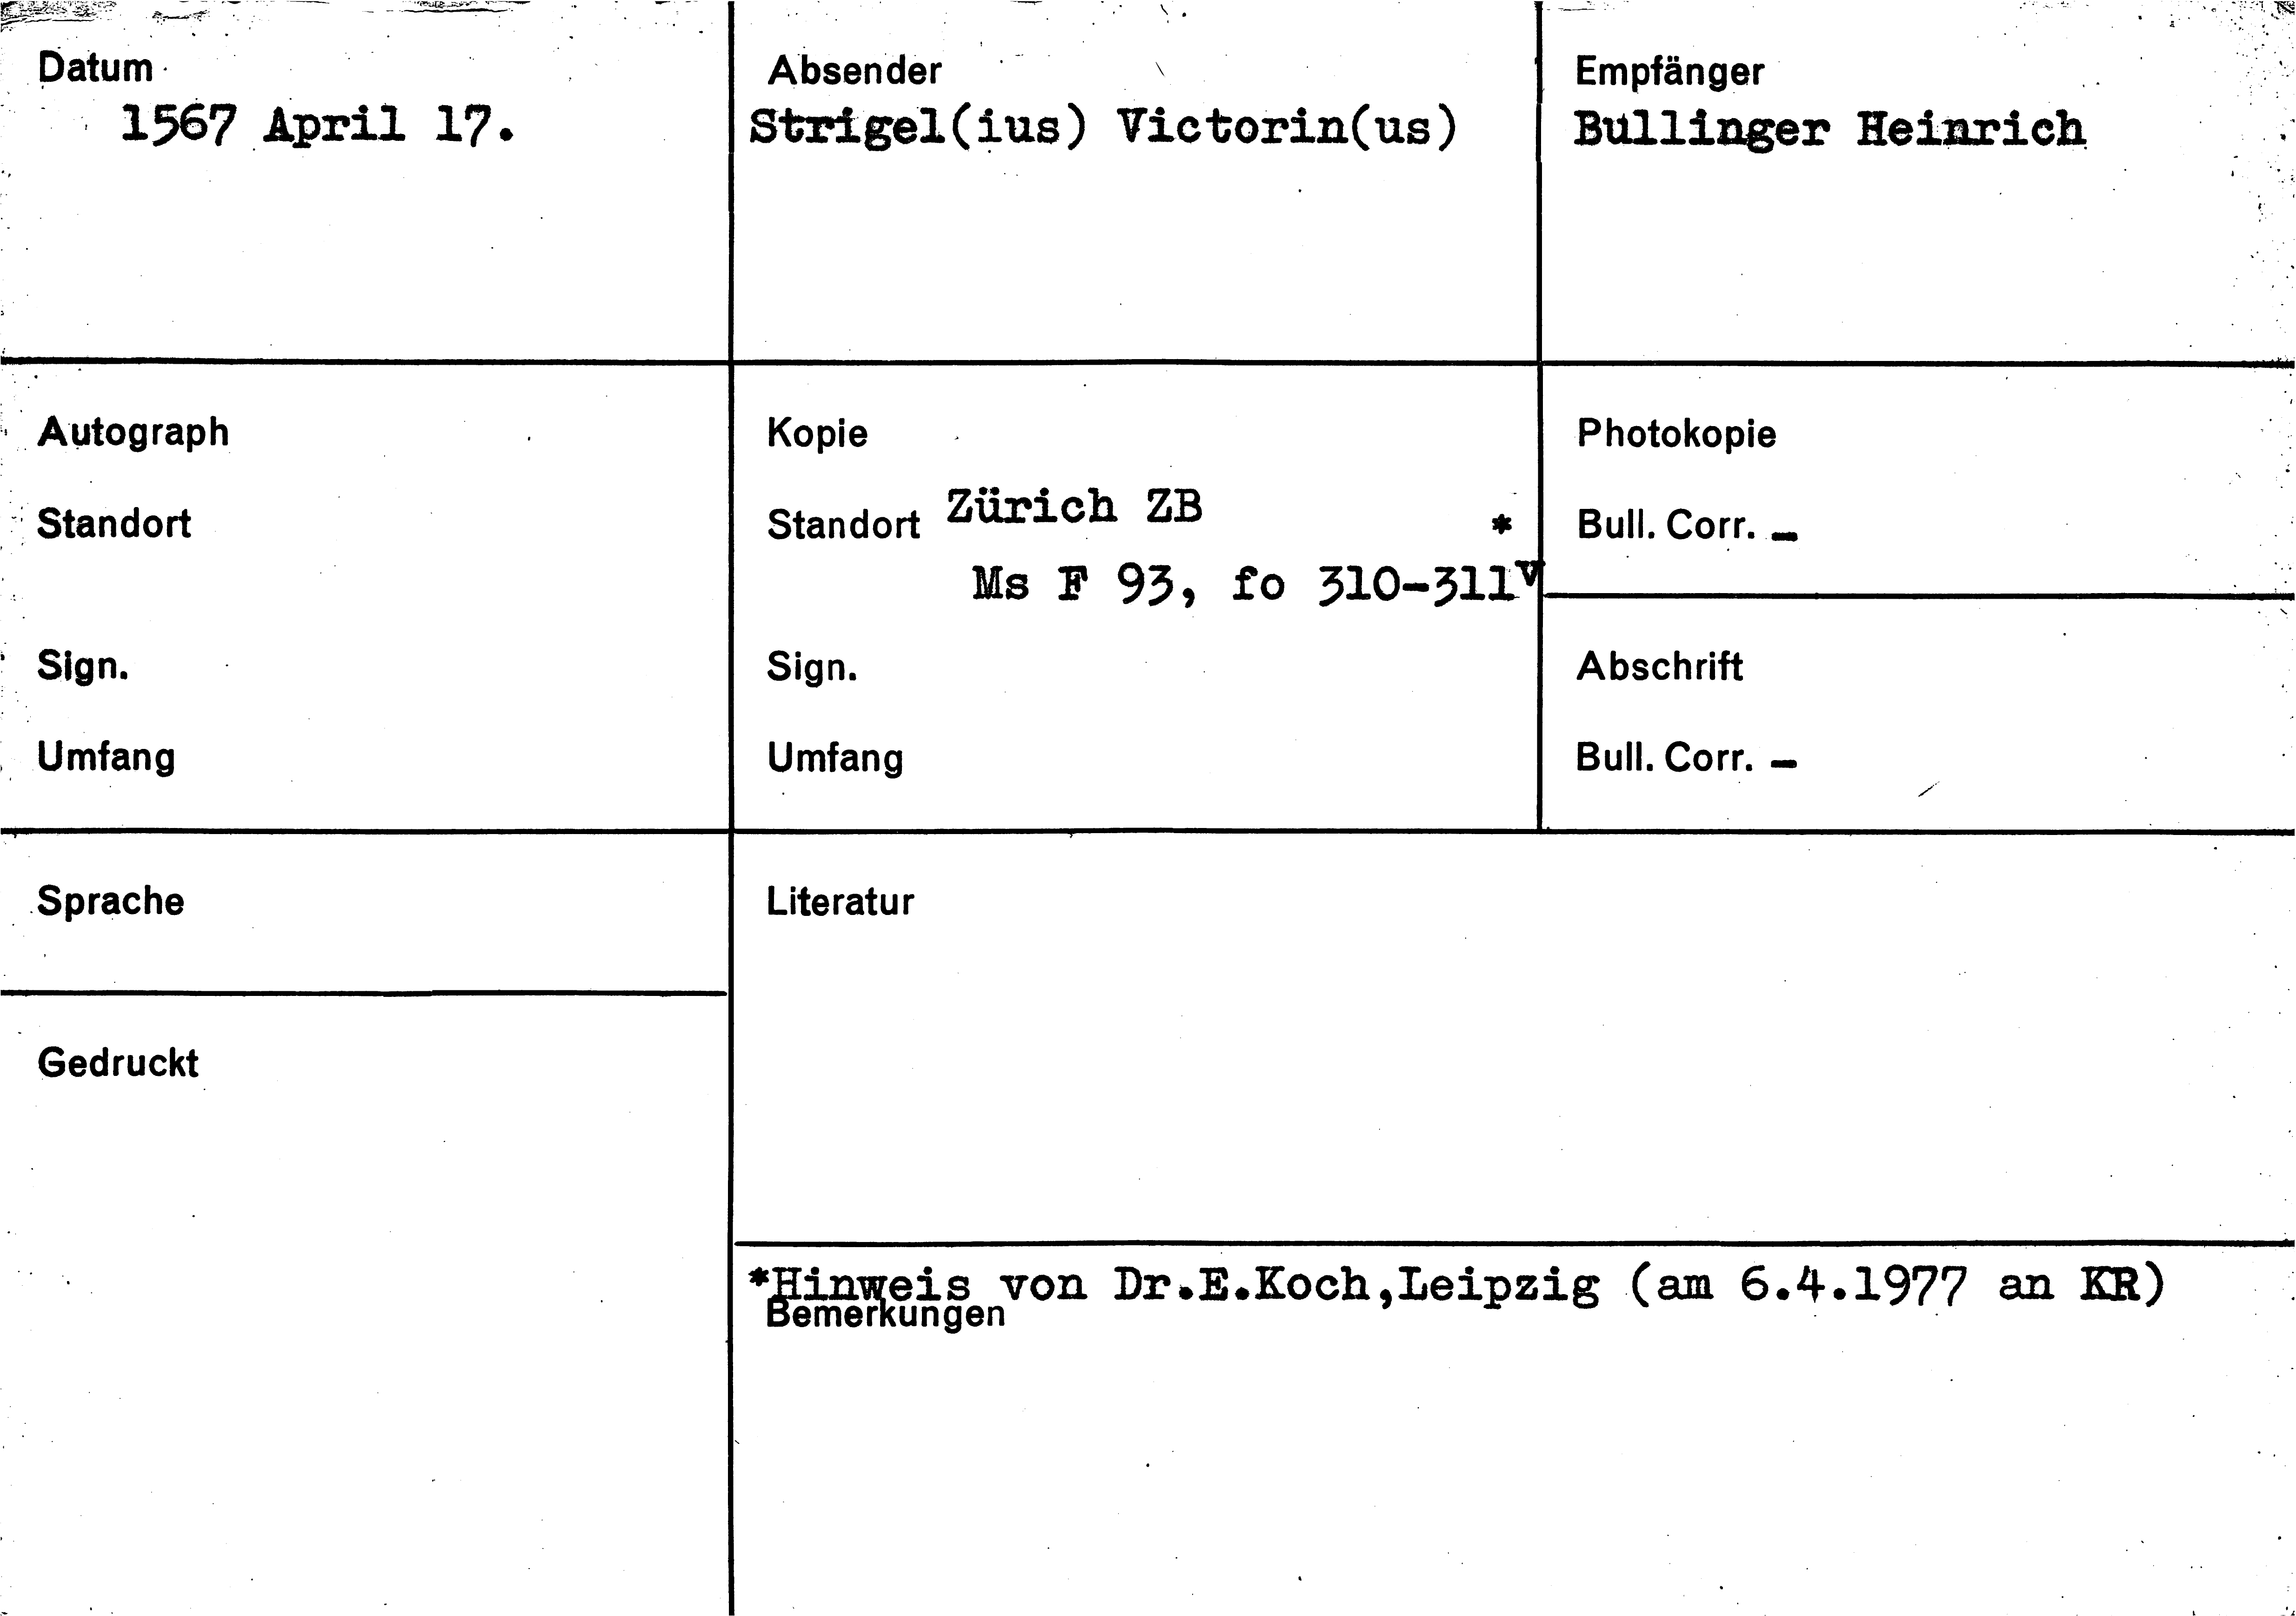 Datum
1567 April 17.
Absender
Strigel(ius) Victorin(us)
Empfänger
Bullinger Heinrich
Autograph
Standort
Sign.
Umfang
Kopie
Standort Zürich ZB *
Ms F 93, fo 310-311v
Sign.
Umfang
Photokopie
Bull. Corr. –
Abschrift
Bull. Corr. –
Sprache
Gedruckt
Literatur
*Hinweis von Dr.E.Koch,Leipzig (am 6.4.1977 an KR)
Bemerkungen